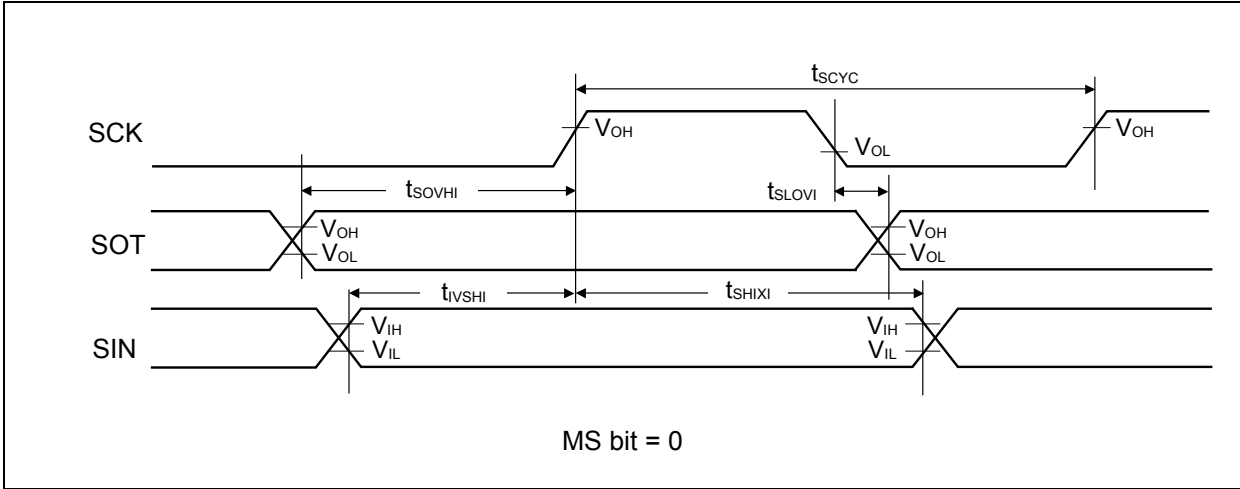 tSCYC
SCK
VOH
VOL
VOH
tSOVHI
tSLOVI
SOT
VOH
VOL
VOH
VOL
tIVSHI
tSHIXI
SIN
VIH
VIL
VIH
VIL
MS bit = 0